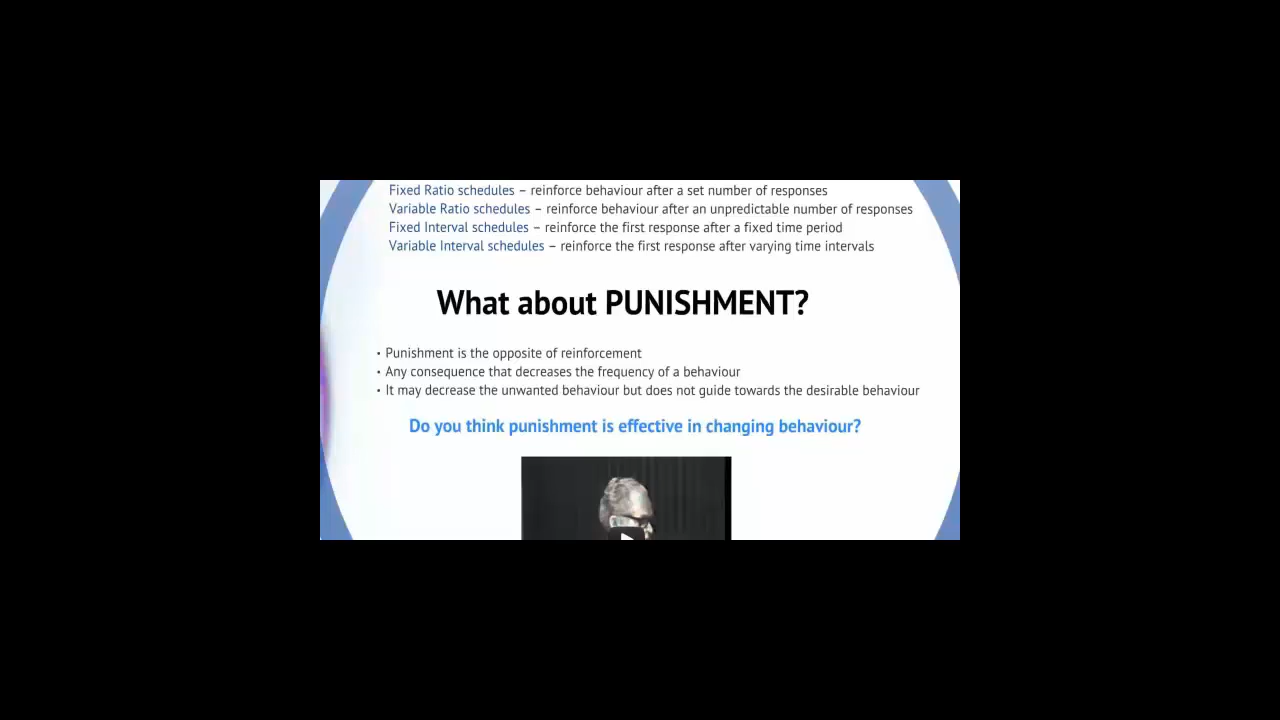 Fixed Ratio schedules – reinforce behaviour after a set number of responses
Variable Ratio schedules – reinforce behaviour after an unpredictable number of responses
Fixed Interval schedules – reinforce the first response after a fixed time period
Variable Interval schedules – reinforce the first response after varying time intervals
What about PUNISHMENT?
• Punishment is the opposite of reinforcement
• Any consequence that decreases the frequency of a behaviour
• It may decrease the unwanted behaviour but does not guide towards the desirable behaviour
Do you think punishment is effective in changing behaviour?